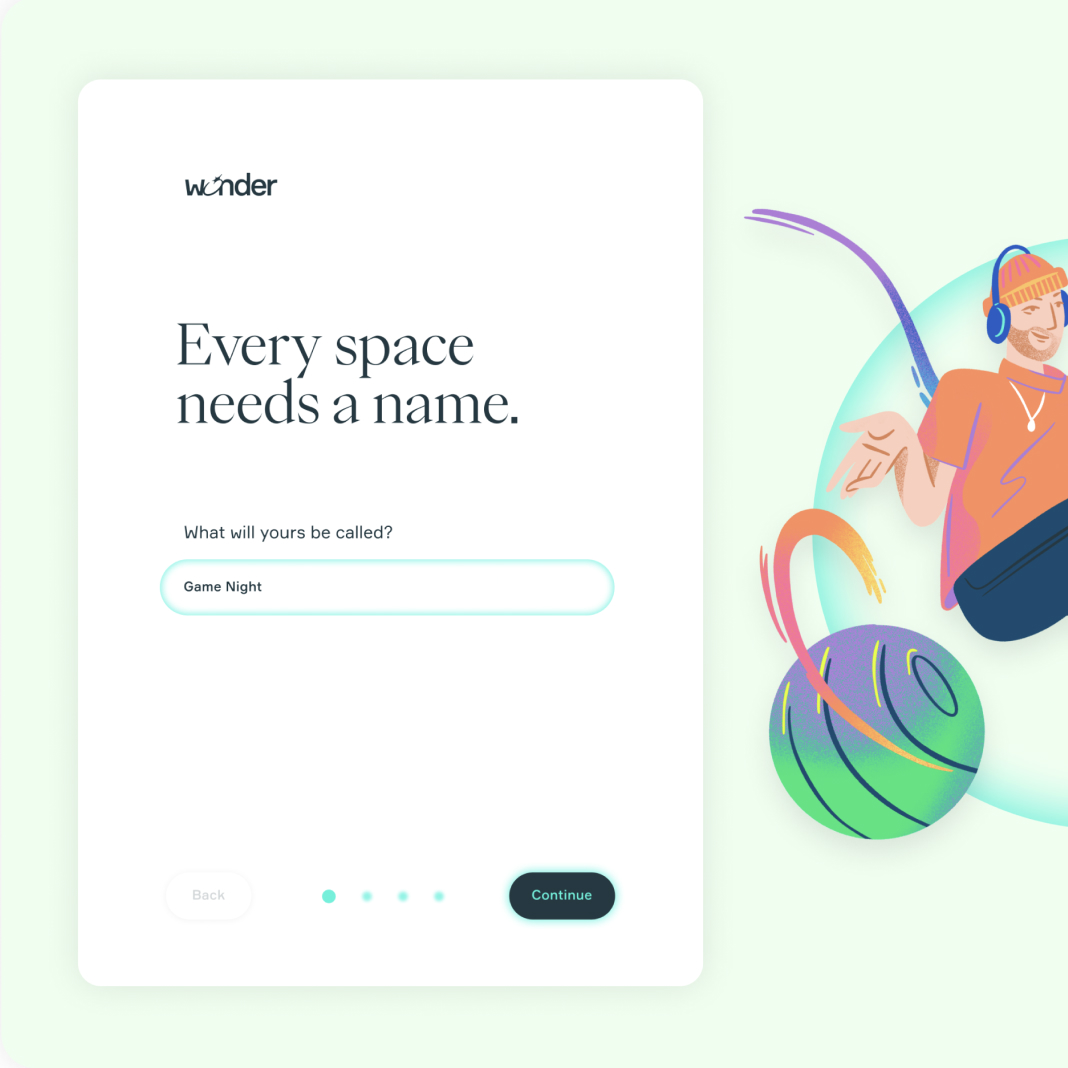 wonder
Every space
needs a name.
What will yours be called?
Game Night
Back
Continue